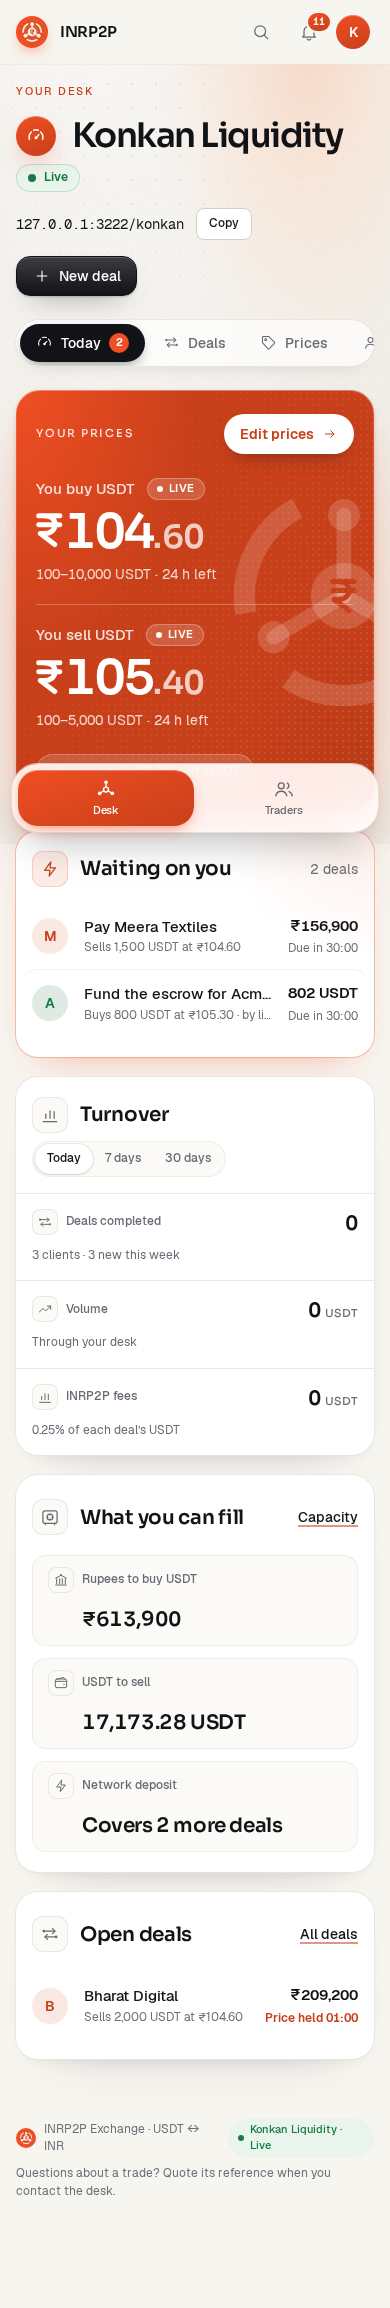 INRP2P
11
K
YOUR DESK
Konkan Liquidity
Live
127.0.0.1:3222/konkan
Copy
New deal
Today 2
Deals
Prices
YOUR PRICES
Edit prices →
You buy USDT
LIVE
₹104.60
100–10,000 USDT · 24 h left
You sell USDT
LIVE
₹105.40
100–5,000 USDT · 24 h left
₹
Desk
Traders
Waiting on you
2 deals
M
Pay Meera Textiles
₹156,900
Sells 1,500 USDT at ₹104.60
Due in 30:00
A
Fund the escrow for Acm...
802 USDT
Buys 800 USDT at ₹105.30 · by li...
Due in 30:00
Turnover
Today
7 days
30 days
Deals completed
0
3 clients · 3 new this week
Volume
0 USDT
Through your desk
INRP2P fees
0 USDT
0.25% of each deal's USDT
What you can fill
Capacity
Rupees to buy USDT
₹613,900
USDT to sell
17,173.28 USDT
Network deposit
Covers 2 more deals
Open deals
All deals
B
Bharat Digital
₹209,200
Sells 2,000 USDT at ₹104.60
Price held 01:00
INRP2P Exchange · USDT ↔
INR
Konkan Liquidity ·
Live
Questions about a trade? Quote its reference when you
contact the desk.